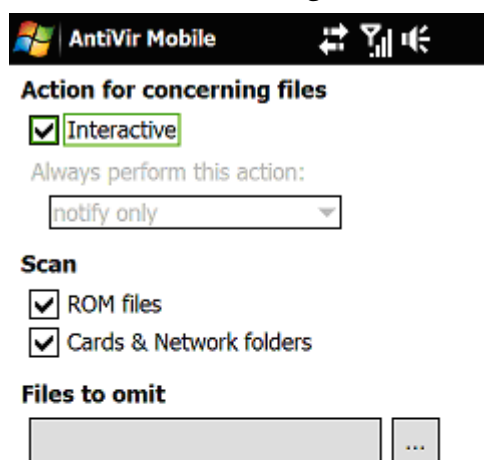 AntiVir Mobile
Action for concerning files
Interactive
Always perform this action:
notify only
Scan
ROM files
Cards & Network folders
Files to omit
...